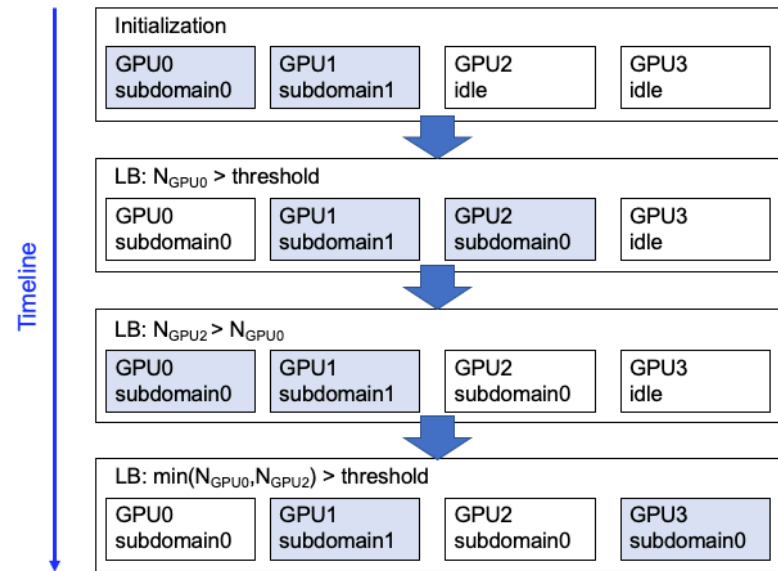 Timeline
Initialization
GPU0
subdomain0
GPU1
subdomain1
GPU2
idle
GPU3
idle
LB: N_GPU0 > threshold
GPU0
subdomain0
GPU1
subdomain1
GPU2
subdomain0
GPU3
idle
LB: N_GPU2 > N_GPU0
GPU0
subdomain0
GPU1
subdomain1
GPU2
subdomain0
GPU3
idle
LB: min(N_GPU0,N_GPU2) > threshold
GPU0
subdomain0
GPU1
subdomain1
GPU2
subdomain0
GPU3
subdomain0